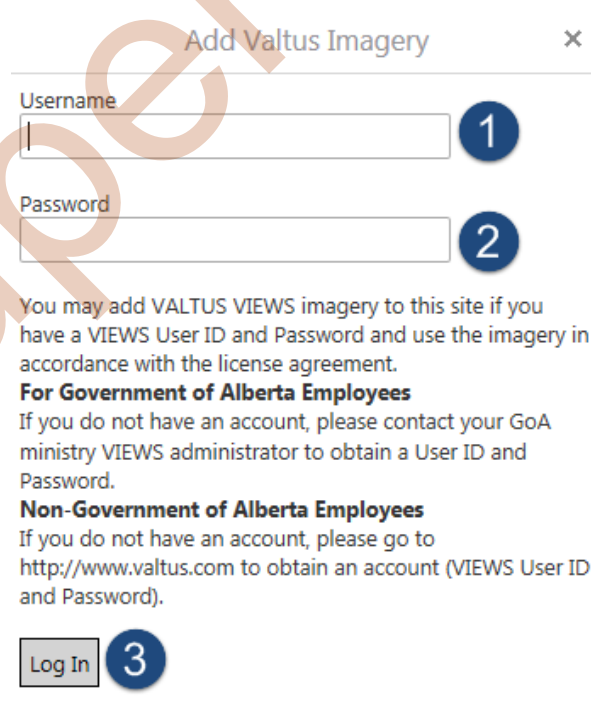 Add Valtus Imagery ×
Username
1
Password
2
You may add VALTUS VIEWS imagery to this site if you
have a VIEWS User ID and Password and use the imagery in
accordance with the license agreement.
For Government of Alberta Employees
If you do not have an account, please contact your GoA
ministry VIEWS administrator to obtain a User ID and
Password.
Non-Government of Alberta Employees
If you do not have an account, please go to
http://www.valtus.com to obtain an account (VIEWS User ID
and Password).
Log In 3